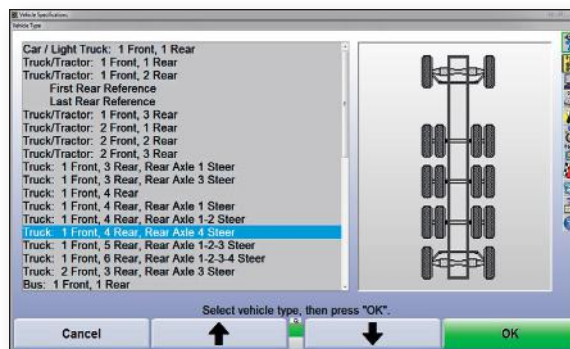 Vehicle Specifications
Vehicle Type
Car / Light Truck: 1 Front, 1 Rear
Truck/Tractor: 1 Front, 1 Rear
Truck/Tractor: 1 Front, 2 Rear
First Rear Reference
Last Rear Reference
Truck/Tractor: 1 Front, 3 Rear
Truck/Tractor: 2 Front, 1 Rear
Truck/Tractor: 2 Front, 2 Rear
Truck/Tractor: 2 Front, 3 Rear
Truck: 1 Front, 3 Rear, Rear Axle 1 Steer
Truck: 1 Front, 3 Rear, Rear Axle 3 Steer
Truck: 1 Front, 4 Rear
Truck: 1 Front, 4 Rear, Rear Axle 1 Steer
Truck: 1 Front, 4 Rear, Rear Axle 1-2 Steer
Truck: 1 Front, 4 Rear, Rear Axle 4 Steer
Truck: 1 Front, 5 Rear, Rear Axle 1-2-3 Steer
Truck: 1 Front, 6 Rear, Rear Axle 1-2-3-4 Steer
Truck: 2 Front, 3 Rear, Rear Axle 3 Steer
Bus: 1 Front, 1 Rear
Select vehicle type, then press "OK".
Cancel
OK